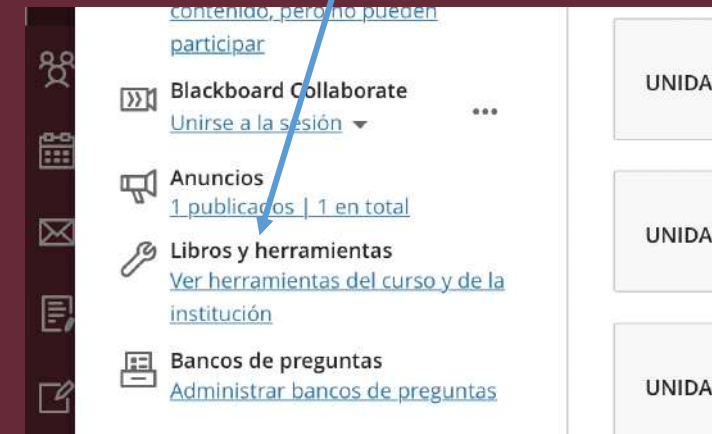 contenido, pero no pueden
participar
Blackboard Collaborate
Unirse a la sesión
Anuncios
1 publicados | 1 en total
Libros y herramientas
Ver herramientas del curso y de la
institución
Bancos de preguntas
Administrar bancos de preguntas
UNIDA
UNIDA
UNIDA